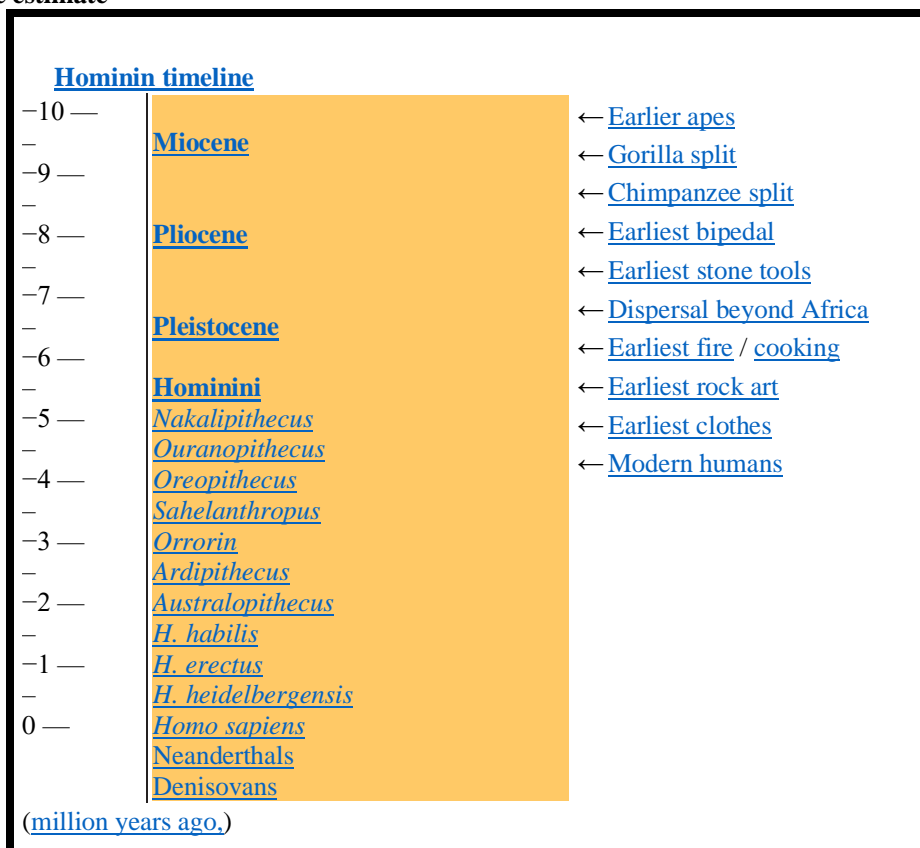 estimate
Hominin timeline
−10 —
–
−9 —
–
−8 —
–
−7 —
–
−6 —
–
−5 —
–
−4 —
–
−3 —
–
−2 —
–
−1 —
–
0 —
Miocene
Pliocene
Pleistocene
Hominini
Nakalipithecus
Ouranopithecus
Oreopithecus
Sahelanthropus
Orrorin
Ardipithecus
Australopithecus
H. habilis
H. erectus
H. heidelbergensis
Homo sapiens
Neanderthals
Denisovans
← Earlier apes
← Gorilla split
← Chimpanzee split
← Earliest bipedal
← Earliest stone tools
← Dispersal beyond Africa
← Earliest fire / cooking
← Earliest rock art
← Earliest clothes
← Modern humans
(million years ago,)